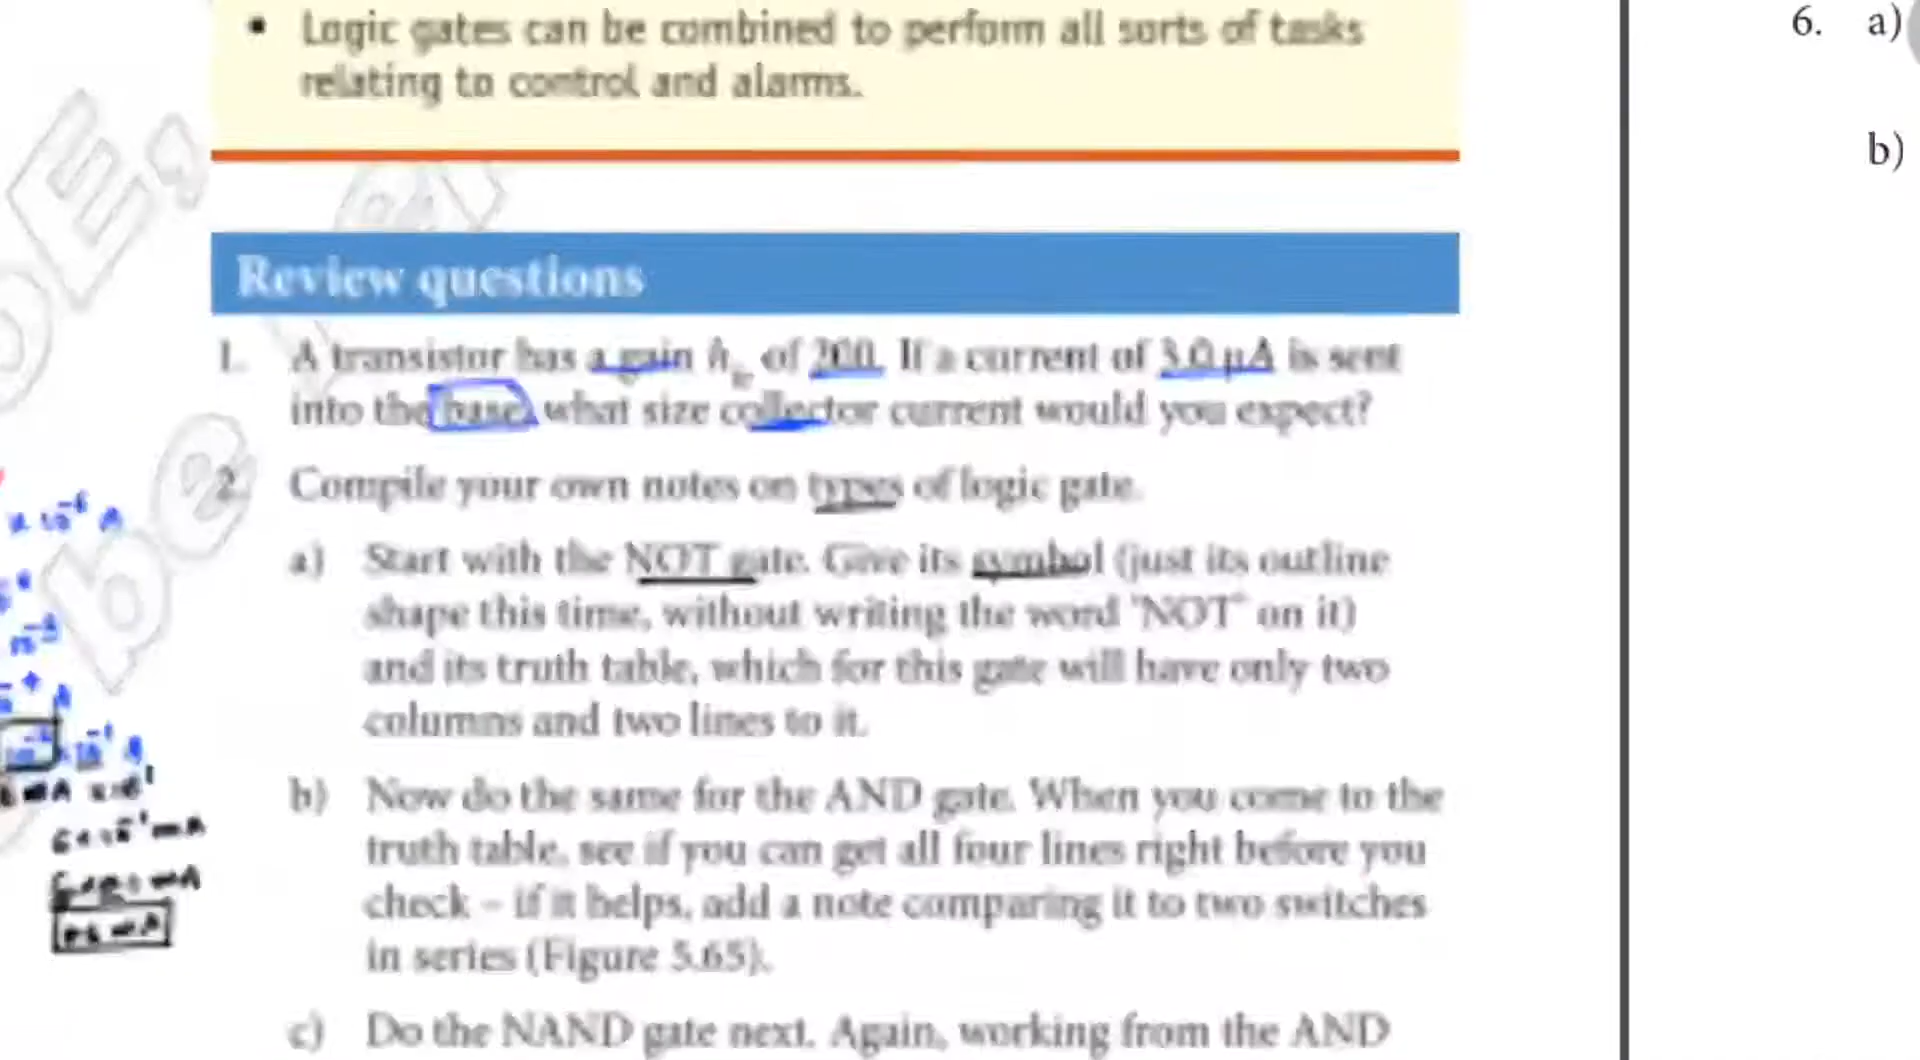 • Logic gates can be combined to perform all sorts of tasks
relating to control and alarms.
Review questions
1. A transistor has a gain h of 200. If a current of 3.0 μA is sent
into the base, what size collector current would you expect?
2. Compile your own notes on types of logic gate.
a) Start with the NOT gate. Give its symbol (just its outline
shape this time, without writing the word "NOT" on it)
and its truth table, which for this gate will have only two
columns and two lines to it.
b) Now do the same for the AND gate. When you come to the
truth table, see if you can get all four lines right before you
check – if it helps, add a note comparing it to two switches
in series (Figure 5.65).
c) Do the NAND gate next. Again, working from the AND
6. a)
b)